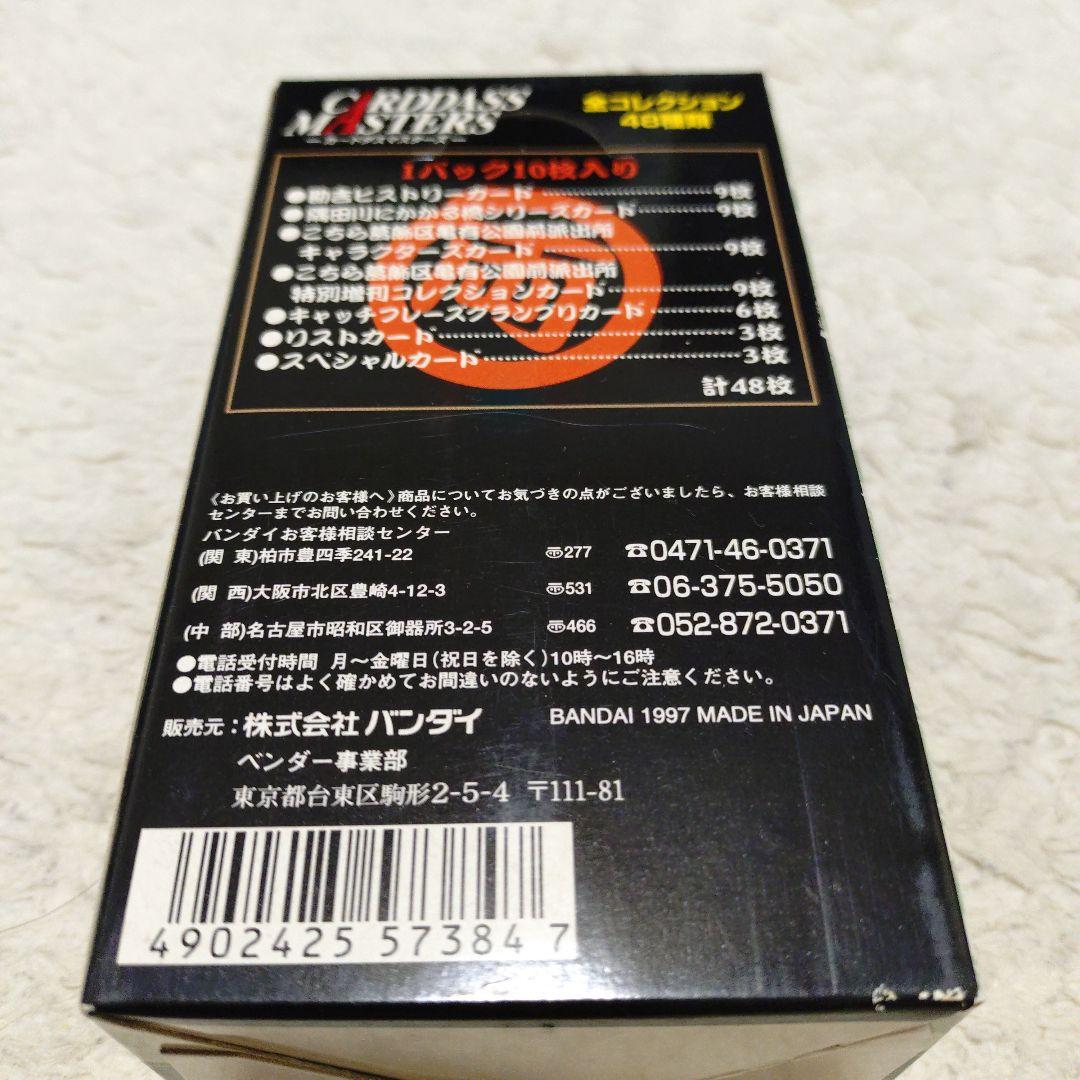 CARDDASS
MASTERS
ーカードダスマスターズー
全コレクション
48種類
1パック10枚入り
●勘吉ヒストリーカード……9枚
●隅田川にかかる橋シリーズカード……9枚
●こちら葛飾区亀有公園前派出所
キャラクターズカード……9枚
●こちら葛飾区亀有公園前派出所
特別増刊コレクションカード……9枚
●キャッチフレーズグランプリカード……6枚
●リストカード……3枚
●スペシャルカード……3枚
計48枚
《お買い上げのお客様へ》商品についてお気づきの点がございましたら、お客様相談
センターまでお問い合わせください。
バンダイお客様相談センター
(関 東)柏市豊四季241-22 〠277 ☎0471-46-0371
(関 西)大阪市北区豊崎4-12-3 〠531 ☎06-375-5050
(中 部)名古屋市昭和区御器所3-2-5 〠466 ☎052-872-0371
●電話受付時間 月〜金曜日(祝日を除く)10時〜16時
●電話番号はよく確かめてお間違いのないようにご注意ください。
販売元:株式会社 バンダイ BANDAI 1997 MADE IN JAPAN
ベンダー事業部
東京都台東区駒形2-5-4 〒111-81
4902425 573847